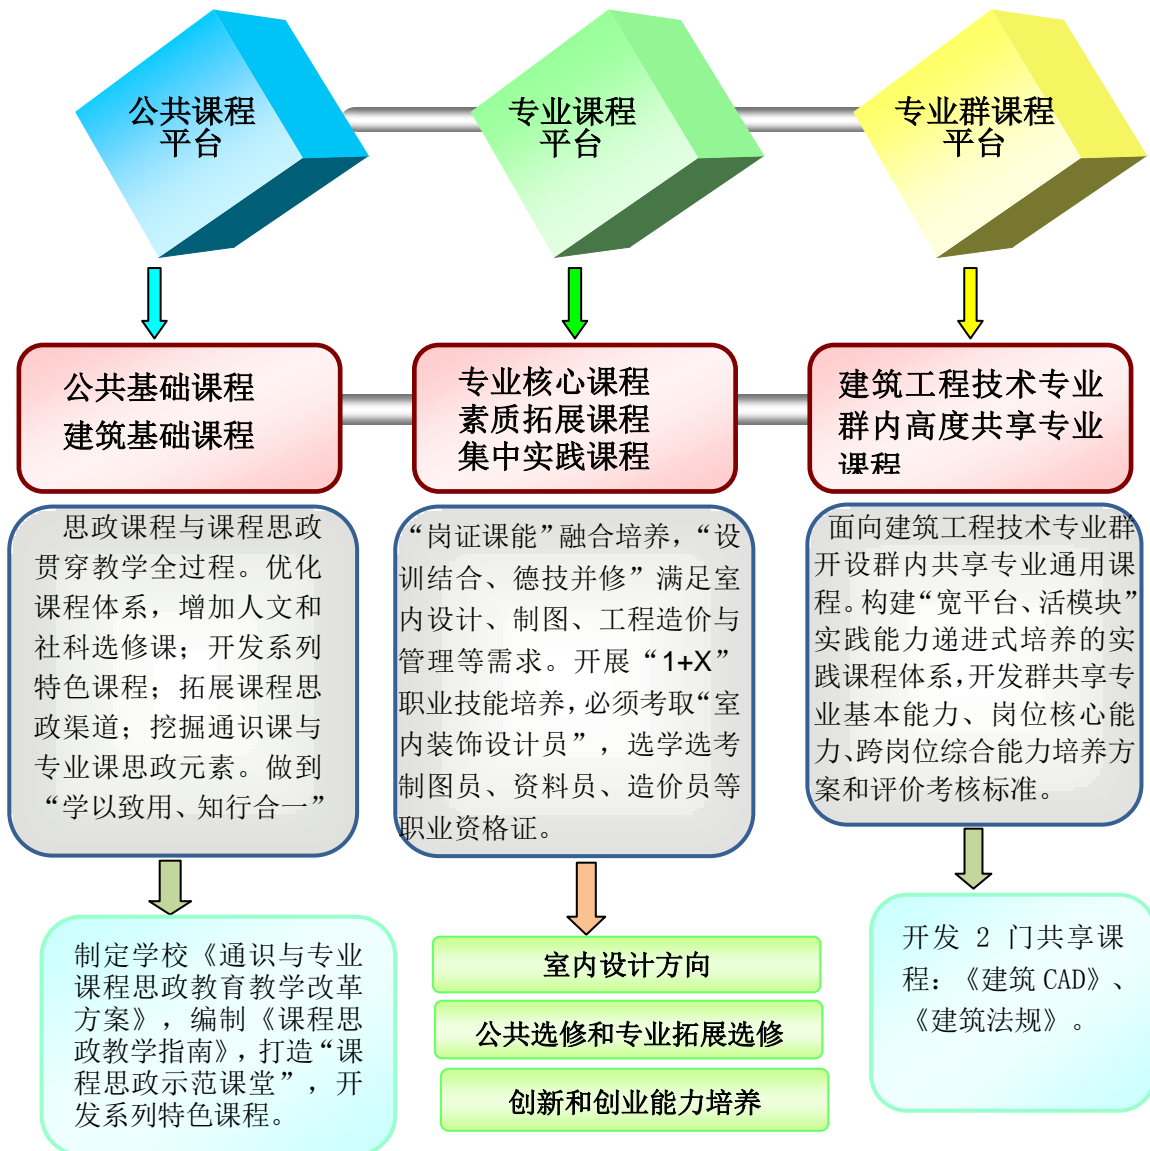 公共课程
平台
专业课程
平台
专业群课程
平台
公共基础课程
建筑基础课程
专业核心课程
素质拓展课程
集中实践课程
建筑工程技术专业
群内高度共享专业
课程
思政课程与课程思政
贯穿教学全过程。优化
课程体系，增加人文和
社科选修课；开发系列
特色课程；拓展课程思
政渠道；挖掘通识课与
专业课思政元素。做到
“学以致用、知行合一”
“岗证课能”融合培养，“设
训结合、德技并修”满足室
内设计、制图、工程造价与
管理等需求。开展“1+X”
职业技能培养，必须考取“室
内装饰设计员”，选学选考
制图员、资料员、造价员等
职业资格证。
面向建筑工程技术专业群
开设群内共享专业通用课
程。构建“宽平台、活模块”
实践能力递进式培养的实
践课程体系，开发群共享专
业基本能力、岗位核心能
力、跨岗位综合能力培养方
案和评价考核标准。
制定学校《通识与专业
课程思政教育教学改革
方案》，编制《课程思
政教学指南》，打造“课
程思政示范课堂”，开
发系列特色课程。
室内设计方向
公共选修和专业拓展选修
创新和创业能力培养
开发 2 门共享课
程：《建筑 CAD》、
《建筑法规》。